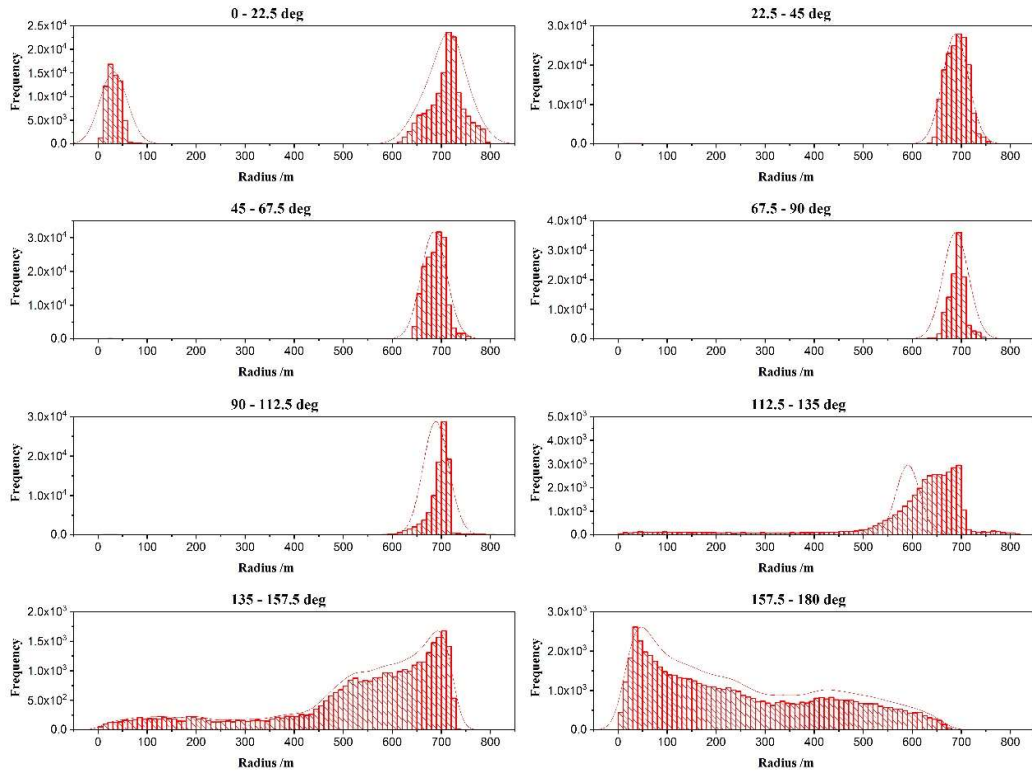 0 - 22.5 deg
2.5x10⁴
2.0x10⁴
1.5x10⁴
1.0x10⁴
5.0x10³
0.0
Frequency
0 100 200 300 400 500 600 700 800
Radius /m
22.5 - 45 deg
3.0x10⁴
2.0x10⁴
1.0x10⁴
0.0
Frequency
0 100 200 300 400 500 600 700 800
Radius /m
45 - 67.5 deg
3.0x10⁴
2.0x10⁴
1.0x10⁴
0.0
Frequency
0 100 200 300 400 500 600 700 800
Radius /m
67.5 - 90 deg
4.0x10⁴
3.0x10⁴
2.0x10⁴
1.0x10⁴
0.0
Frequency
0 100 200 300 400 500 600 700 800
Radius /m
90 - 112.5 deg
3.0x10⁴
2.0x10⁴
1.0x10⁴
0.0
Frequency
0 100 200 300 400 500 600 700 800
Radius /m
112.5 - 135 deg
5.0x10³
4.0x10³
3.0x10³
2.0x10³
1.0x10³
0.0
Frequency
0 100 200 300 400 500 600 700 800
Radius /m
135 - 157.5 deg
2.0x10³
1.5x10³
1.0x10³
5.0x10²
0.0
Frequency
0 100 200 300 400 500 600 700 800
Radius /m
157.5 - 180 deg
3.0x10³
2.0x10³
1.0x10³
0.0
Frequency
0 100 200 300 400 500 600 700 800
Radius /m